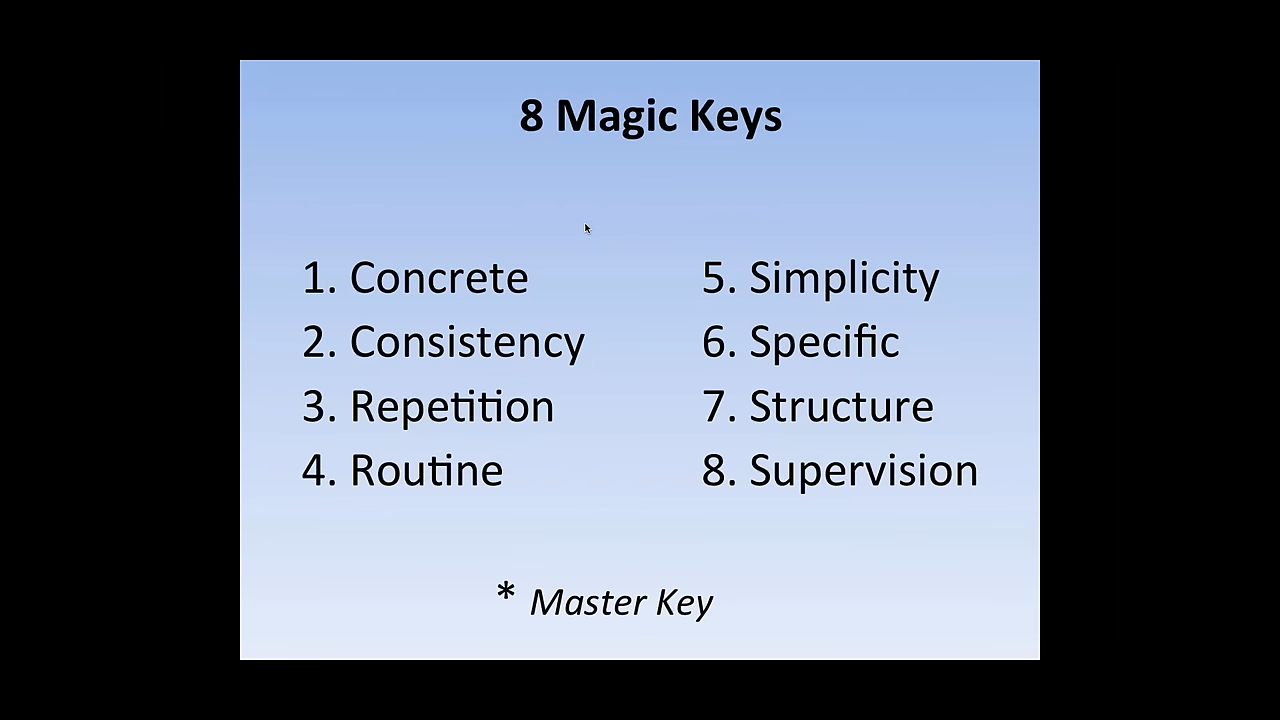 8 Magic Keys
1. Concrete
2. Consistency
3. Repetition
4. Routine
5. Simplicity
6. Specific
7. Structure
8. Supervision
* Master Key